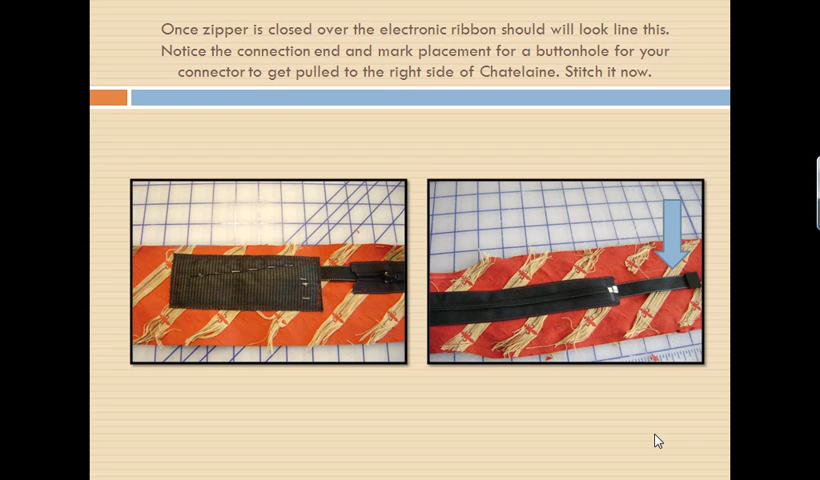 Once zipper is closed over the electronic ribbon should will look line this.
Notice the connection end and mark placement for a buttonhole for your
connector to get pulled to the right side of Chatelaine. Stitch it now.